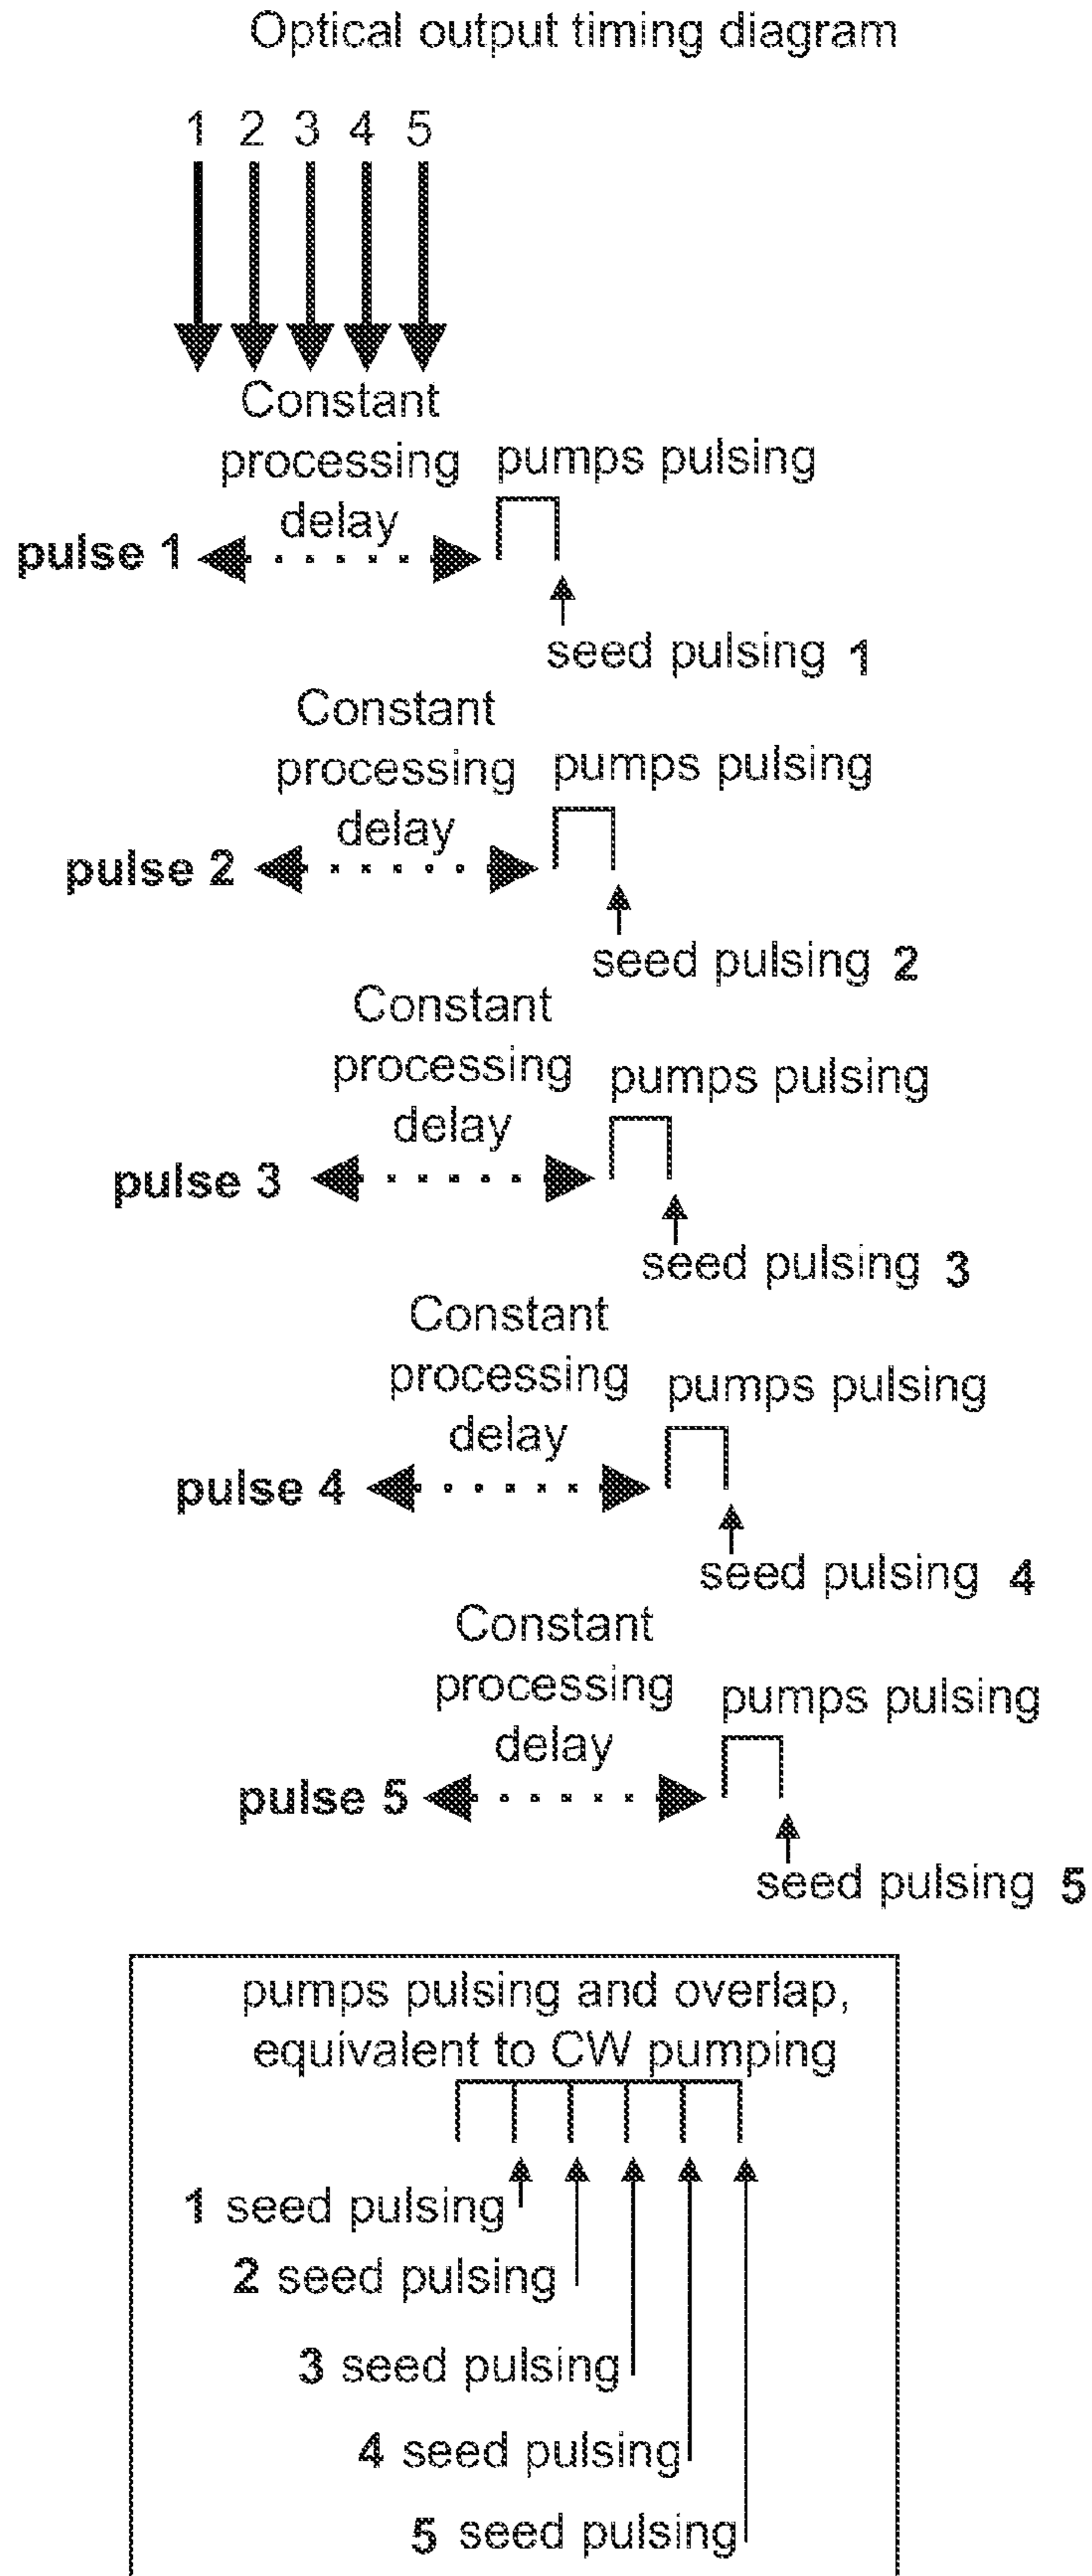 Optical output timing diagram
1 2 3 4 5
Constant
processing
delay
pumps pulsing
pulse 1
seed pulsing 1
Constant
processing
delay
pumps pulsing
pulse 2
seed pulsing 2
Constant
processing
delay
pumps pulsing
pulse 3
seed pulsing 3
Constant
processing
delay
pumps pulsing
pulse 4
seed pulsing 4
Constant
processing
delay
pumps pulsing
pulse 5
seed pulsing 5
pumps pulsing and overlap,
equivalent to CW pumping
1 seed pulsing
2 seed pulsing
3 seed pulsing
4 seed pulsing
5 seed pulsing